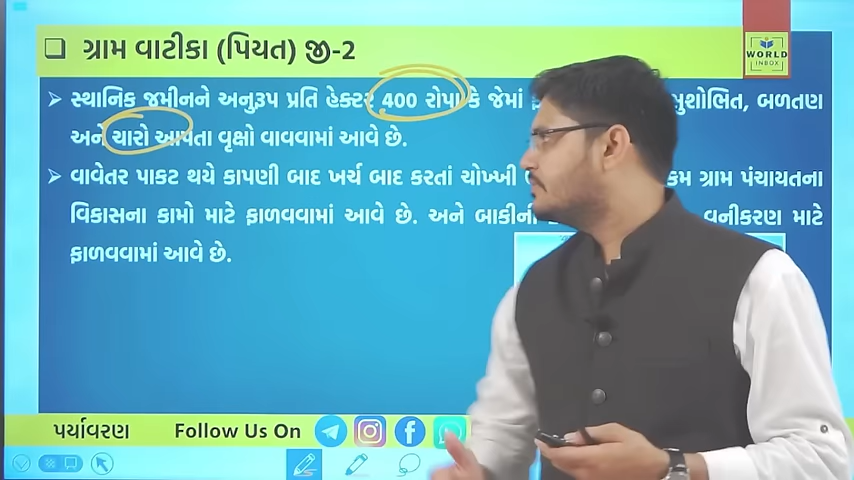 ❑ ગ્રામ વાટીકા (પિયત) જી-2
WORLD
INBOX
➢ સ્થાનિક જમીનને અનુરૂપ પ્રતિ હેક્ટર 400 રોપા કે જેમાં સુશોભિત, બળતણ
અને ચારો આપતા વૃક્ષો વાવવામાં આવે છે.
➢ વાવેતર પાકટ થયે કાપણી બાદ ખર્ચ બાદ કરતાં ચોખ્ખી ગ્રામ પંચાયતના
વિકાસના કામો માટે ફાળવવામાં આવે છે. અને બાકીની વનીકરણ માટે
ફાળવવામાં આવે છે.
પર્યાવરણ Follow Us On